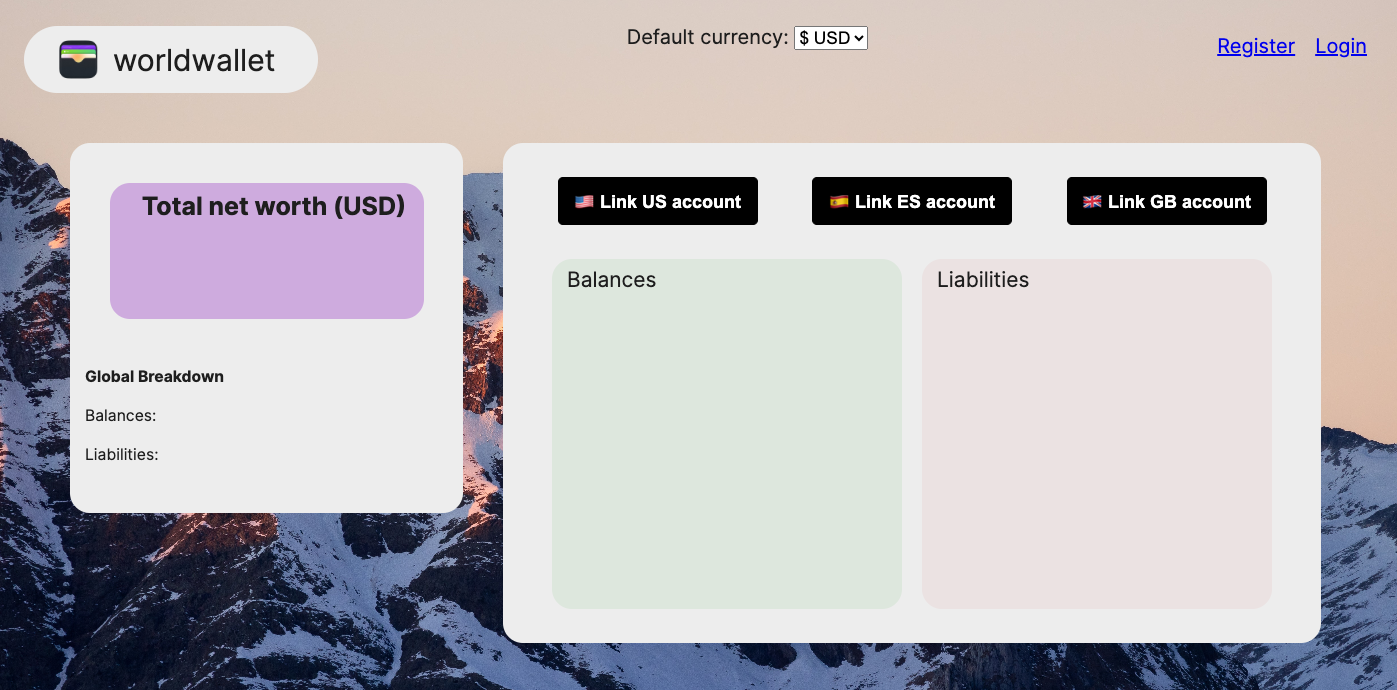 worldwallet
Default currency: $ USD
Register Login
Total net worth (USD)
Global Breakdown
Balances:
Liabilities:
Link US account
Link ES account
Link GB account
Balances
Liabilities